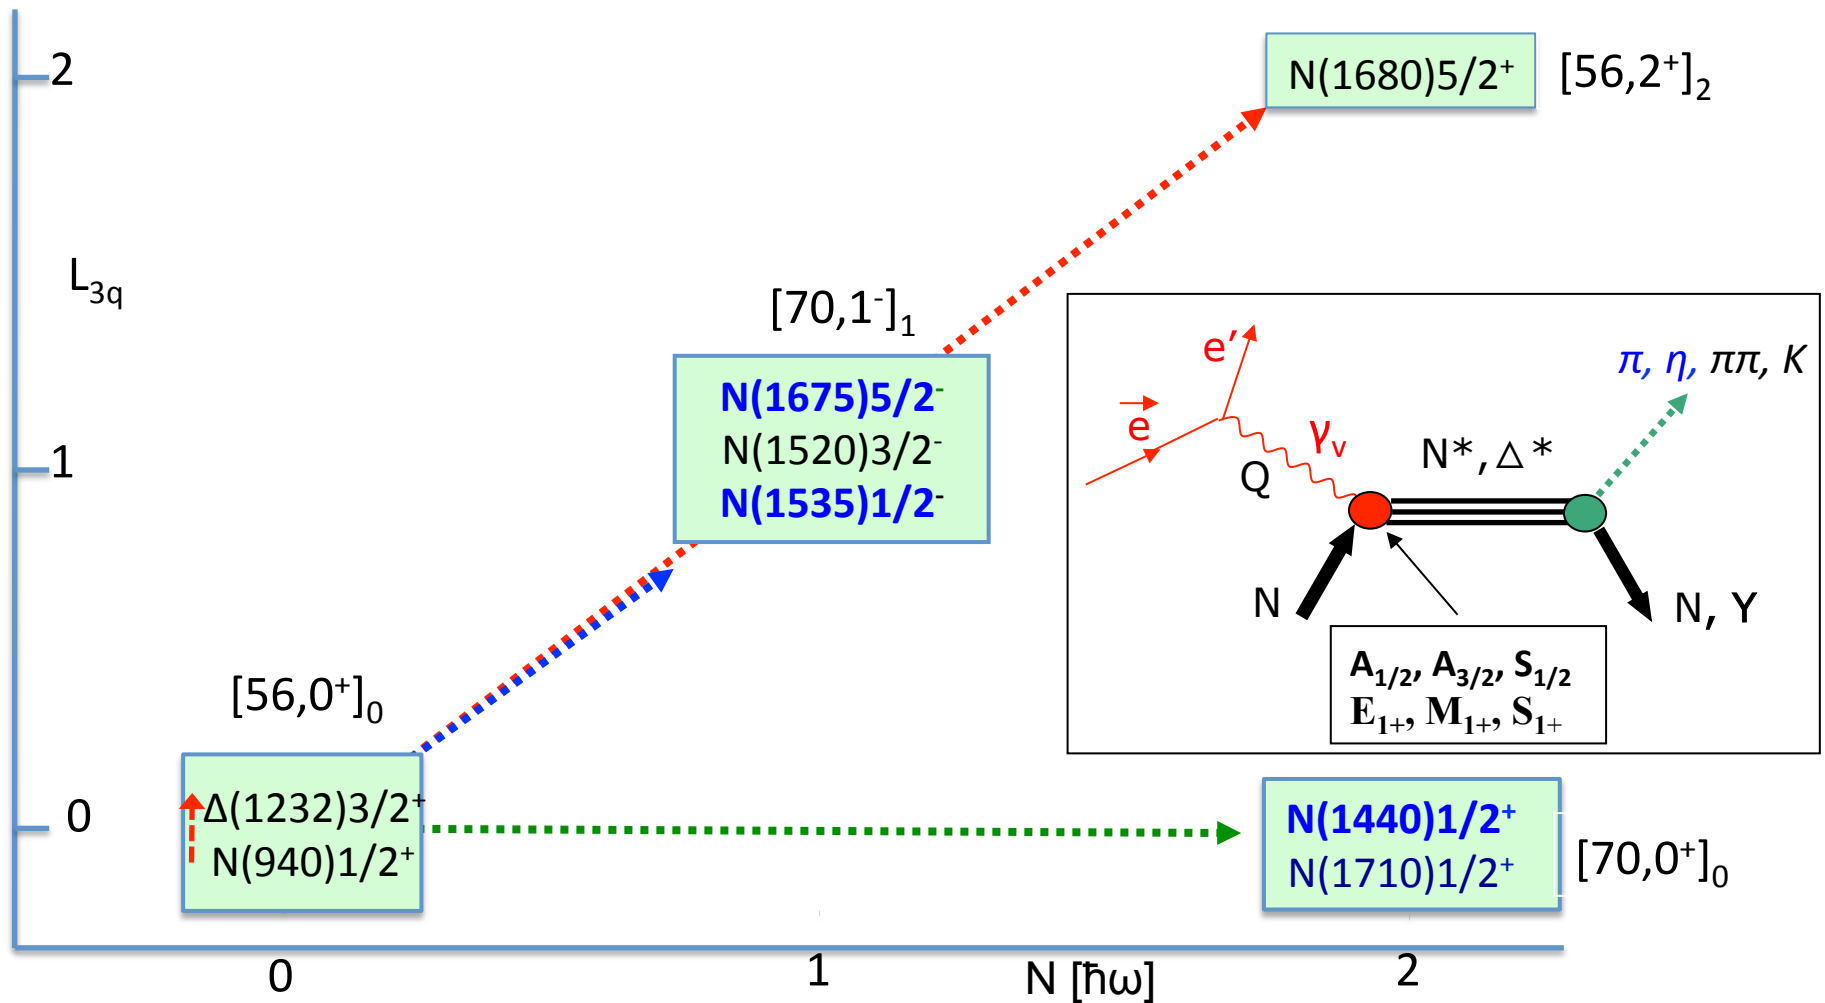 2
N(1680)5/2⁺ [56,2⁺]₂
L₃q
[70,1⁻]₁
N(1675)5/2⁻
N(1520)3/2⁻
N(1535)1/2⁻
1
e′
π, η, ππ, K
e
γᵥ
N*,△*
Q
N
N, Y
A₁/₂, A₃/₂, S₁/₂
E₁₊, M₁₊, S₁₊
[56,0⁺]₀
0
Δ(1232)3/2⁺
N(940)1/2⁺
N(1440)1/2⁺
N(1710)1/2⁺
[70,0⁺]₀
0 1 N [ħω] 2